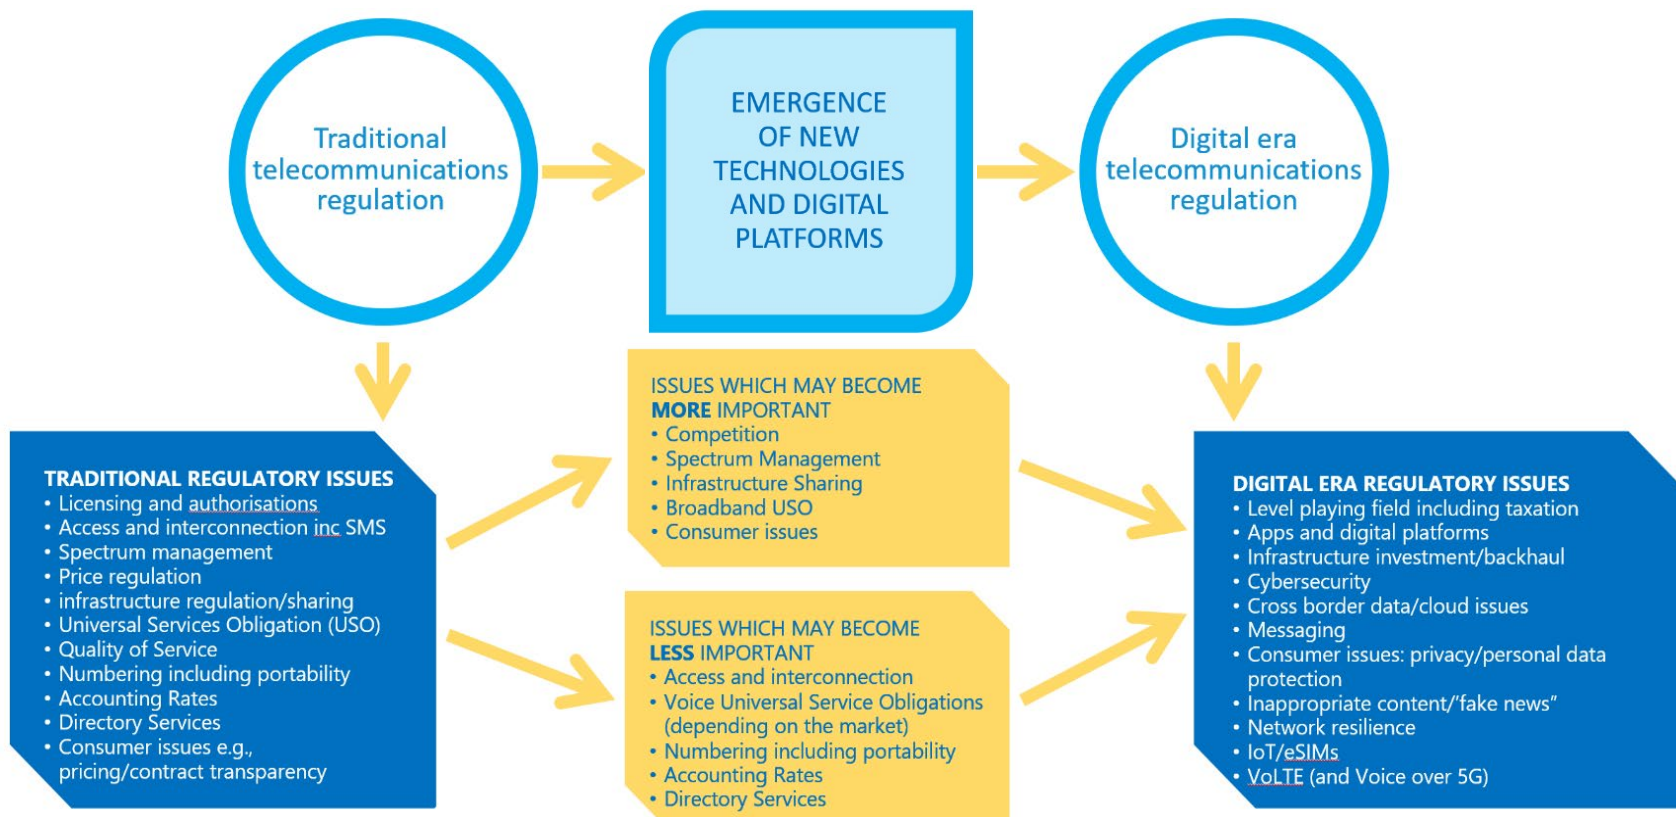 Traditional
telecommunications
regulation
EMERGENCE
OF NEW
TECHNOLOGIES
AND DIGITAL
PLATFORMS
Digital era
telecommunications
regulation
TRADITIONAL REGULATORY ISSUES
• Licensing and authorisations
• Access and interconnection inc SMS
• Spectrum management
• Price regulation
• infrastructure regulation/sharing
• Universal Services Obligation (USO)
• Quality of Service
• Numbering including portability
• Accounting Rates
• Directory Services
• Consumer issues e.g.,
pricing/contract transparency
ISSUES WHICH MAY BECOME
MORE IMPORTANT
• Competition
• Spectrum Management
• Infrastructure Sharing
• Broadband USO
• Consumer issues
ISSUES WHICH MAY BECOME
LESS IMPORTANT
• Access and interconnection
• Voice Universal Service Obligations
(depending on the market)
• Numbering including portability
• Accounting Rates
• Directory Services
DIGITAL ERA REGULATORY ISSUES
• Level playing field including taxation
• Apps and digital platforms
• Infrastructure investment/backhaul
• Cybersecurity
• Cross border data/cloud issues
• Messaging
• Consumer issues: privacy/personal data
protection
• Inappropriate content/"fake news"
• Network resilience
• IoT/eSIMs
• VoLTE (and Voice over 5G)